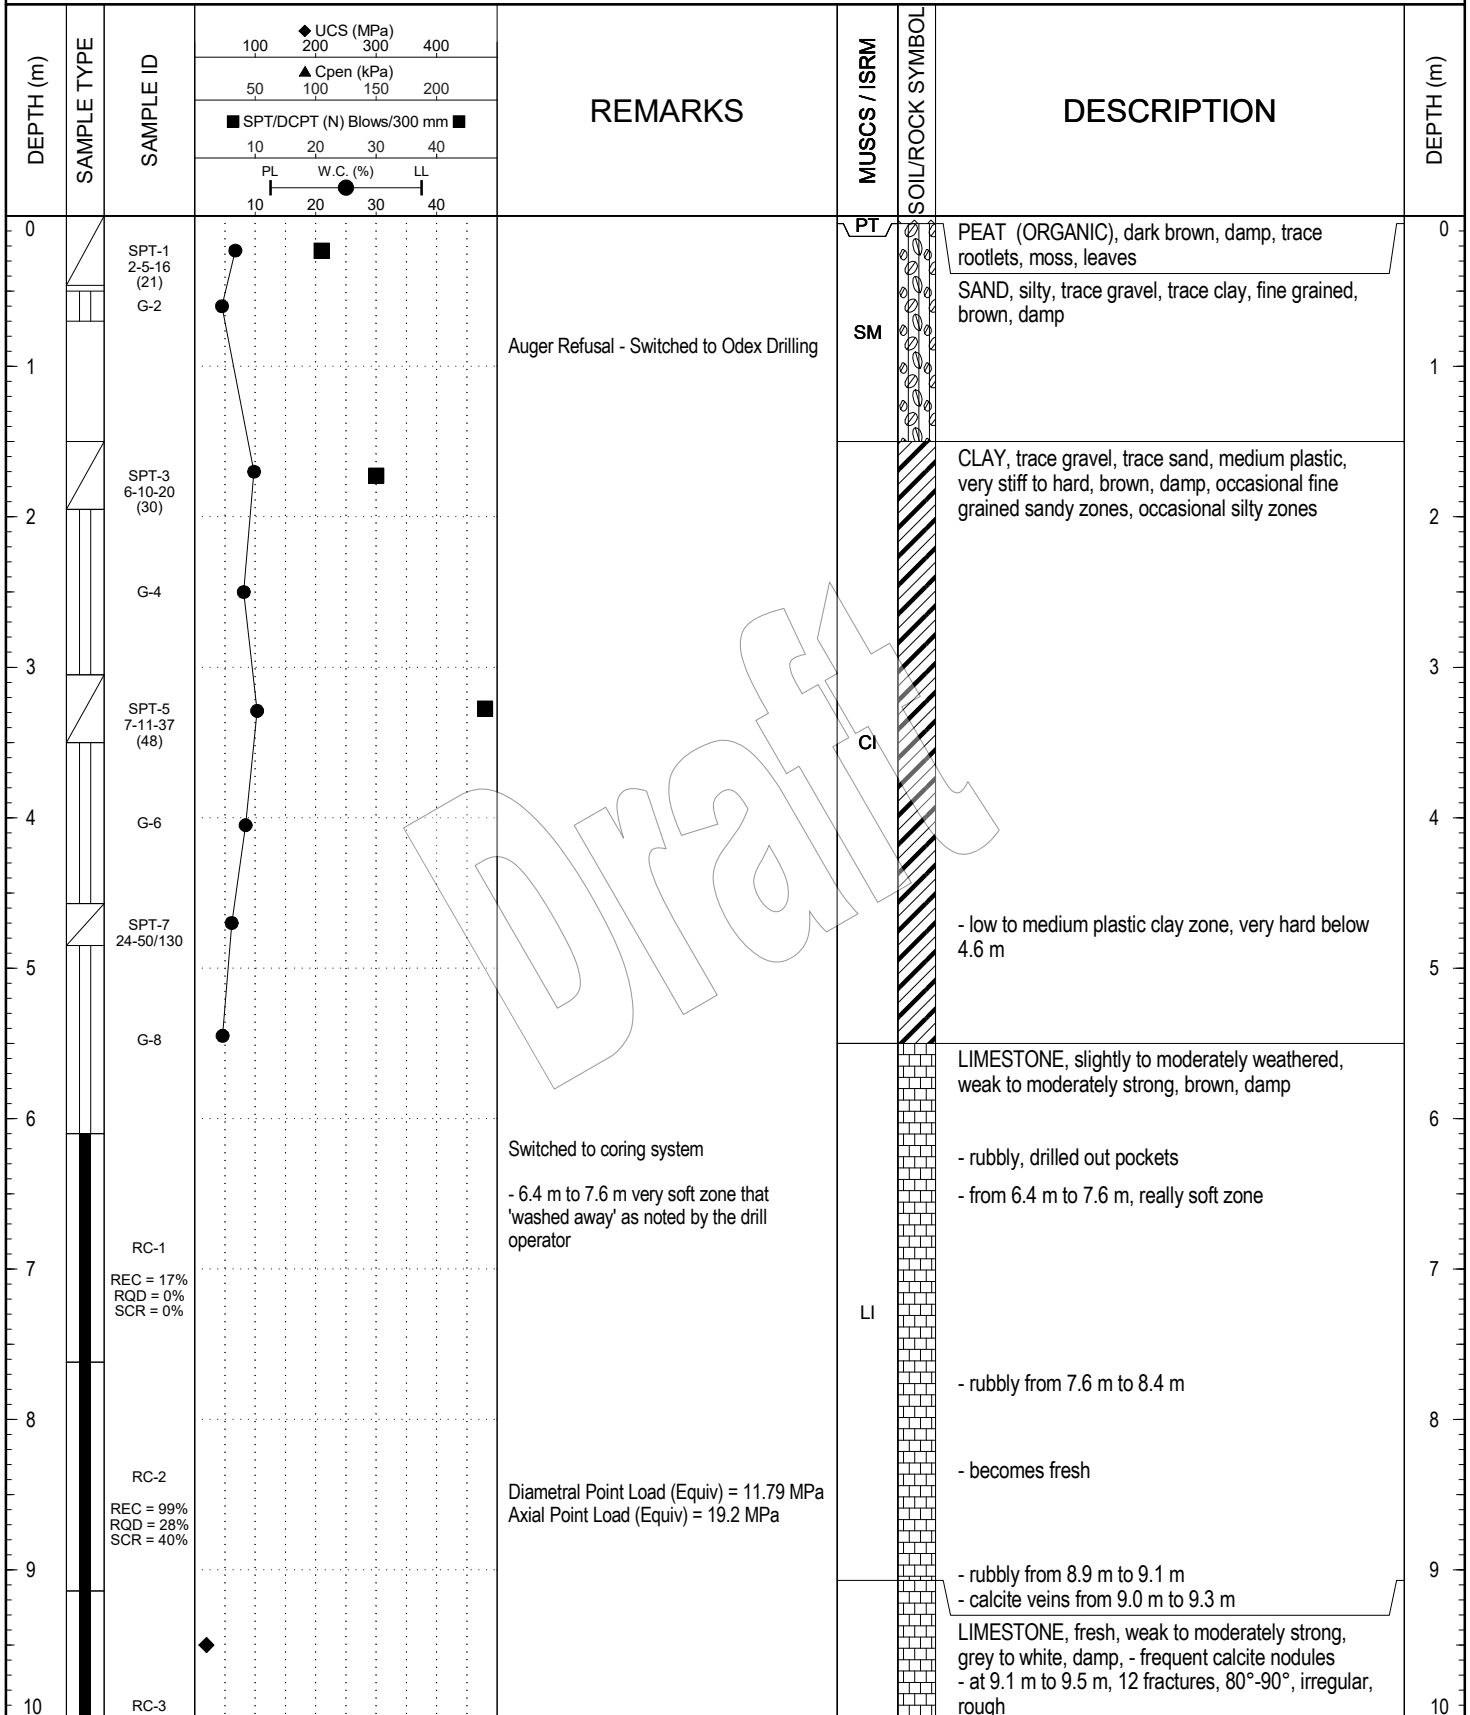 DEPTH (m)
SAMPLE TYPE
SAMPLE ID
◆ UCS (MPa)
100 200 300 400
▲ Cpen (kPa)
50 100 150 200
■ SPT/DCPT (N) Blows/300 mm ■
10 20 30 40
PL W.C. (%) LL
10 20 30 40
REMARKS
MUSCS / ISRM
SOIL/ROCK SYMBOL
DESCRIPTION
DEPTH (m)
0
PT
PEAT (ORGANIC), dark brown, damp, trace
rootlets, moss, leaves
0
SPT-1
2-5-16
(21)
G-2
SAND, silty, trace gravel, trace clay, fine grained,
brown, damp
SM
Auger Refusal - Switched to Odex Drilling
1
1
CLAY, trace gravel, trace sand, medium plastic,
very stiff to hard, brown, damp, occasional fine
grained sandy zones, occasional silty zones
SPT-3
6-10-20
(30)
2
2
G-4
3
3
SPT-5
7-11-37
(48)
CI
Draft
4
G-6
4
SPT-7
24-50/130
- low to medium plastic clay zone, very hard below
4.6 m
5
5
G-8
LIMESTONE, slightly to moderately weathered,
weak to moderately strong, brown, damp
6
6
Switched to coring system
- rubbly, drilled out pockets
- 6.4 m to 7.6 m very soft zone that
'washed away' as noted by the drill
operator
- from 6.4 m to 7.6 m, really soft zone
RC-1
7
7
REC = 17%
RQD = 0%
SCR = 0%
LI
- rubbly from 7.6 m to 8.4 m
8
8
RC-2
- becomes fresh
REC = 99%
RQD = 28%
SCR = 40%
Diametral Point Load (Equiv) = 11.79 MPa
Axial Point Load (Equiv) = 19.2 MPa
9
- rubbly from 8.9 m to 9.1 m
- calcite veins from 9.0 m to 9.3 m
9
LIMESTONE, fresh, weak to moderately strong,
grey to white, damp, - frequent calcite nodules
- at 9.1 m to 9.5 m, 12 fractures, 80°-90°, irregular,
rough
10
RC-3
10